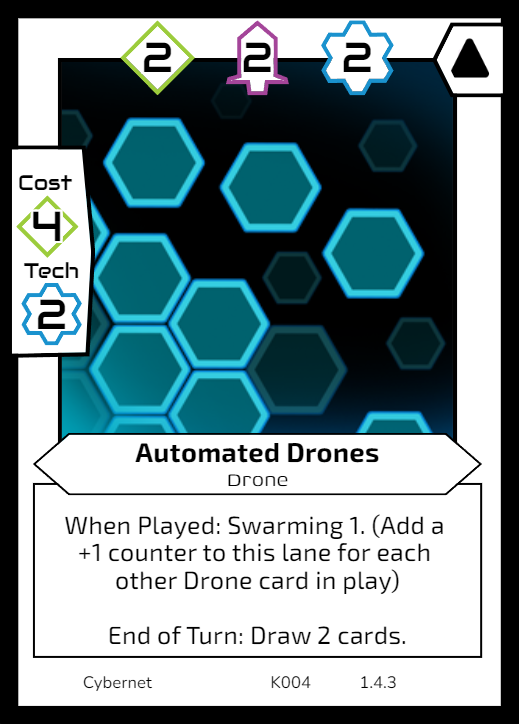 2 2 2
Cost
4
Tech
2
Automated Drones
Drone
When Played: Swarming 1. (Add a
+1 counter to this lane for each
other Drone card in play)
End of Turn: Draw 2 cards.
Cybernet K004 1.4.3